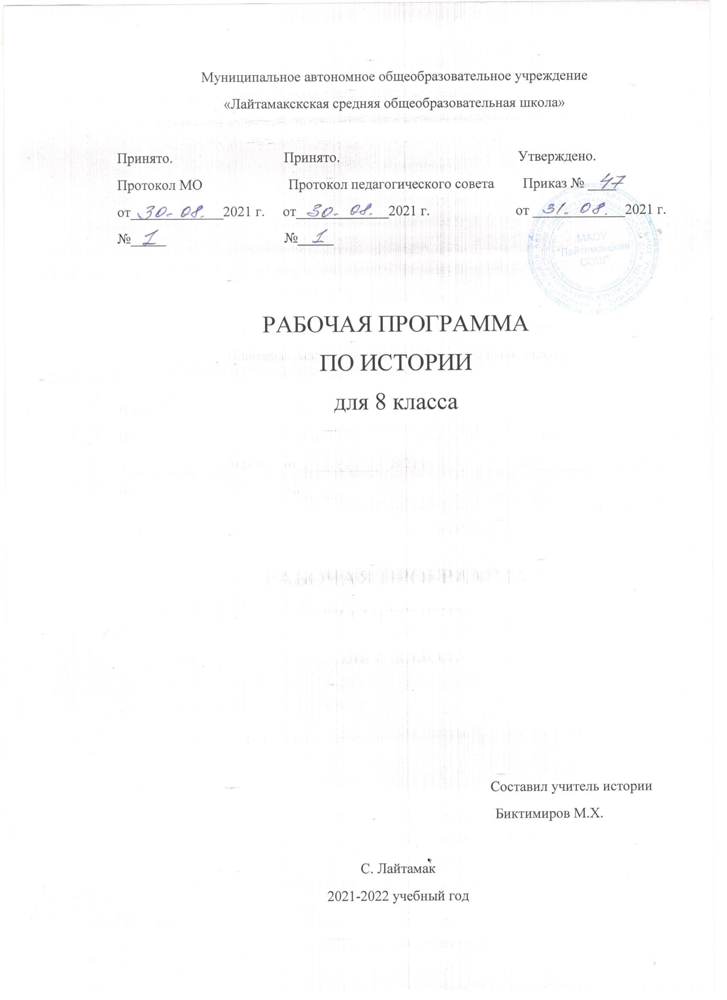 Муниципальное автономное общеобразовательное учреждение
«Лайтамакскская средняя общеобразовательная школа»
Принято. Принято. Утверждено.
Протокол МО Протокол педагогического совета Приказ № 47
от 30. 08. 2021 г. от 30. 08. 2021 г. от 31. 08. 2021 г.
№ 1 № 1
МАОУ
"Лайтамакская
СОШ"
РАБОЧАЯ ПРОГРАММА
ПО ИСТОРИИ
для 8 класса
Составил учитель истории
Биктимиров М.Х.
С. Лайтамак
2021-2022 учебный год